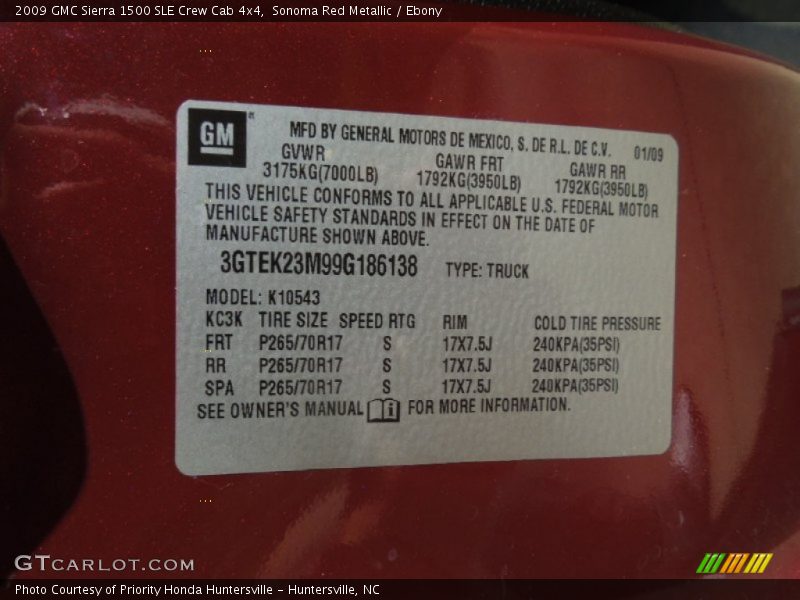 2009 GMC Sierra 1500 SLE Crew Cab 4x4, Sonoma Red Metallic / Ebony
GM
MFD BY GENERAL MOTORS DE MEXICO, S. DE R.L. DE C.V. 01/09
GVWR GAWR FRT GAWR RR
3175KG(7000LB) 1792KG(3950LB) 1792KG(3950LB)
THIS VEHICLE CONFORMS TO ALL APPLICABLE U.S. FEDERAL MOTOR
VEHICLE SAFETY STANDARDS IN EFFECT ON THE DATE OF
MANUFACTURE SHOWN ABOVE.
3GTEK23M99G186138 TYPE: TRUCK
MODEL: K10543
KC3K TIRE SIZE SPEED RTG RIM COLD TIRE PRESSURE
FRT P265/70R17 S 17X7.5J 240KPA(35PSI)
RR P265/70R17 S 17X7.5J 240KPA(35PSI)
SPA P265/70R17 S 17X7.5J 240KPA(35PSI)
SEE OWNER'S MANUAL FOR MORE INFORMATION.
GTCARLOT.COM
Photo Courtesy of Priority Honda Huntersville - Huntersville, NC